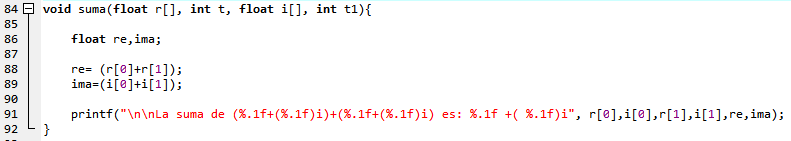 84 void suma(float r[], int t, float i[], int t1){
85
86 float re,ima;
87
88 re= (r[0]+r[1]);
89 ima=(i[0]+i[1]);
90
91 printf("\n\nLa suma de (%.1f+(%.1f)i)+(%.1f+(%.1f)i) es: %.1f +( %.1f)i", r[0],i[0],r[1],i[1],re,ima);
92 }